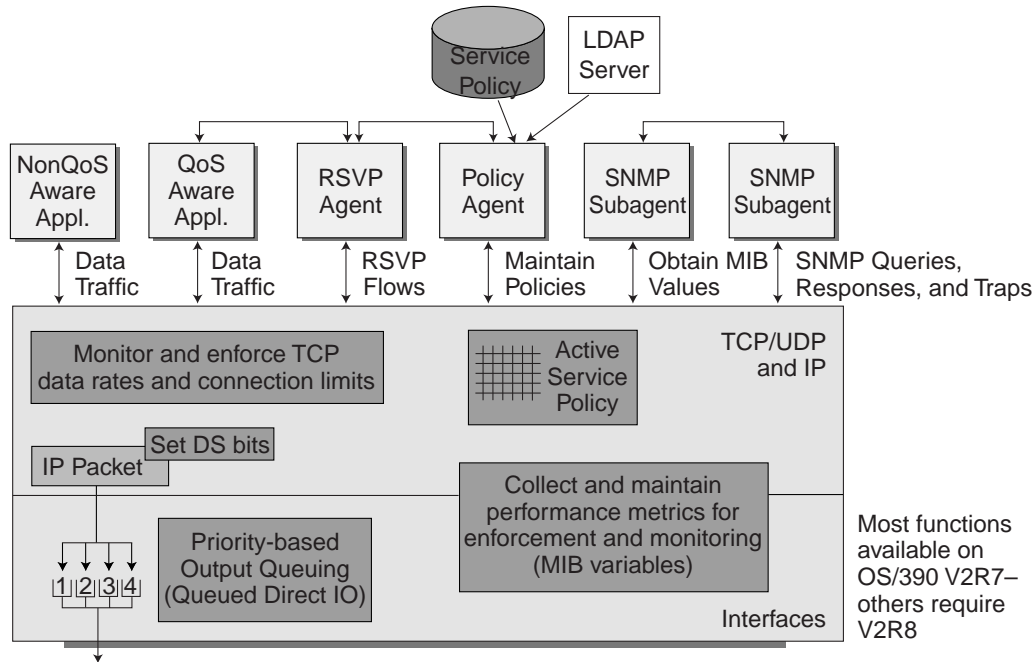 Service
Policy
LDAP
Server
NonQoS
Aware
Appl.
QoS
Aware
Appl.
RSVP
Agent
Policy
Agent
SNMP
Subagent
SNMP
Subagent
Data
Traffic
Data
Traffic
RSVP
Flows
Maintain
Policies
Obtain MIB
Values
SNMP Queries,
Responses, and Traps
Monitor and enforce TCP
data rates and connection limits
Active
Service
Policy
TCP/UDP
and IP
Set DS bits
IP Packet
Collect and maintain
performance metrics for
enforcement and monitoring
(MIB variables)
Priority-based
Output Queuing
(Queued Direct IO)
1 2 3 4
Interfaces
Most functions
available on
OS/390 V2R7–
others require
V2R8